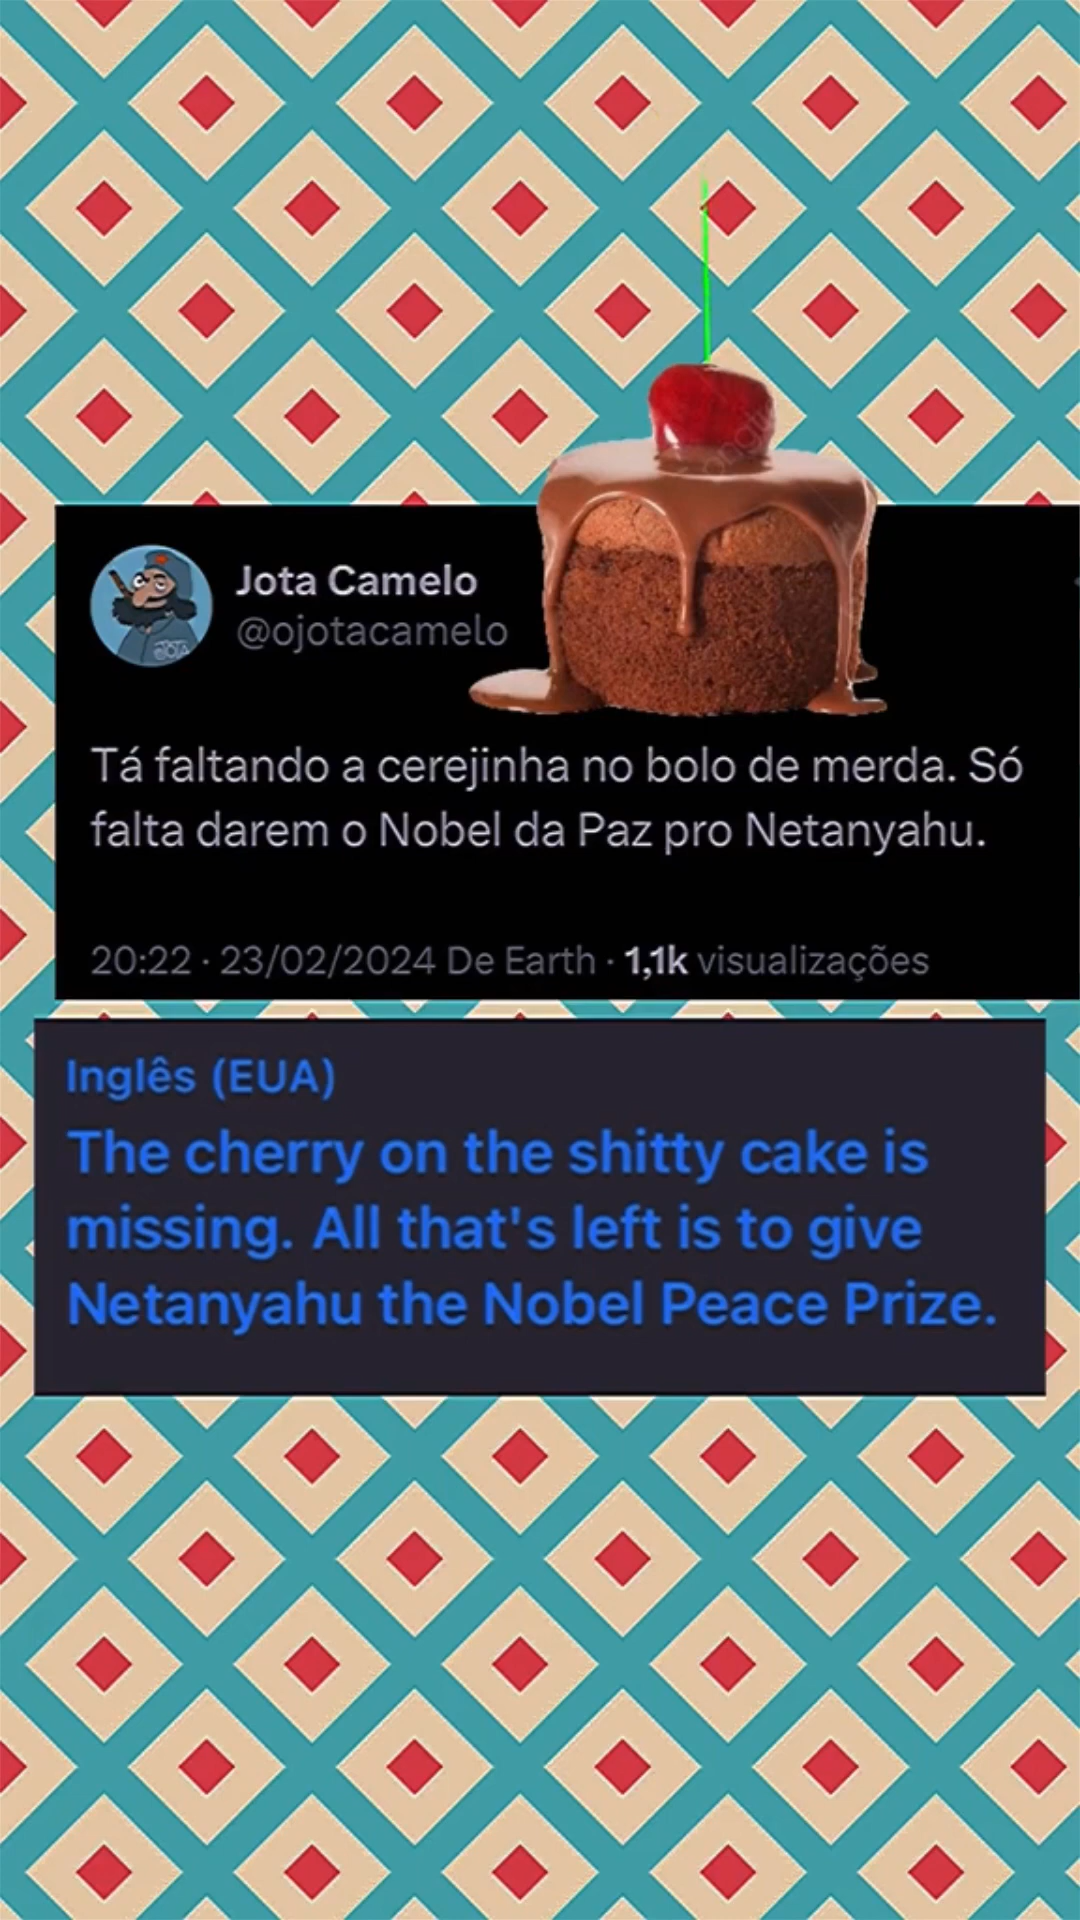 Jota Camelo
@ojotacamelo
Tá faltando a cerejinha no bolo de merda. Só
falta darem o Nobel da Paz pro Netanyahu.
20:22 · 23/02/2024 De Earth · 1,1k visualizações
Inglês (EUA)
The cherry on the shitty cake is
missing. All that's left is to give
Netanyahu the Nobel Peace Prize.